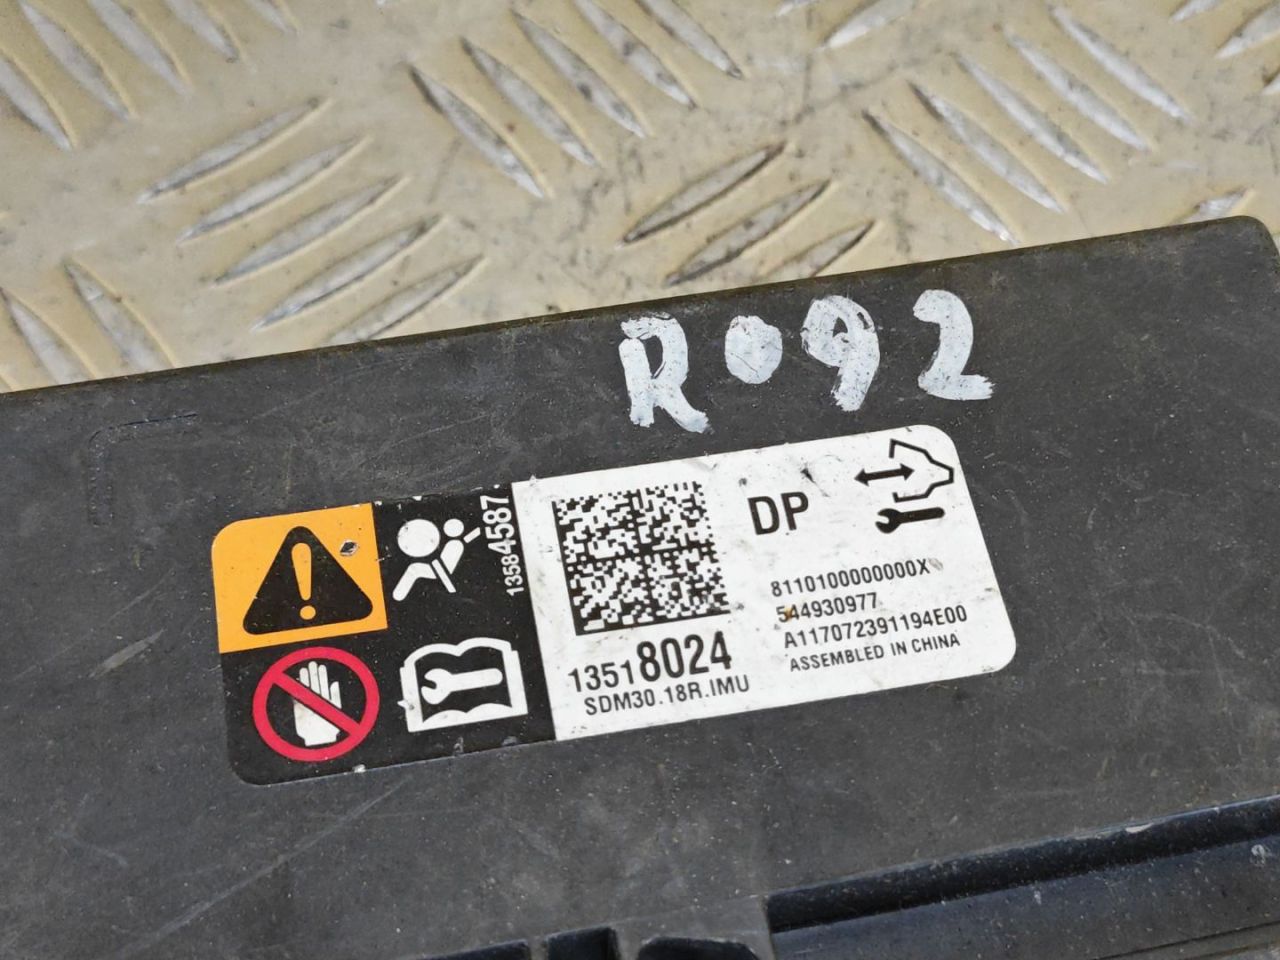 R092
13584587
DP
8110100000000X
544930977
A117072391194E00
ASSEMBLED IN CHINA
13518024
SDM30.18R.IMU